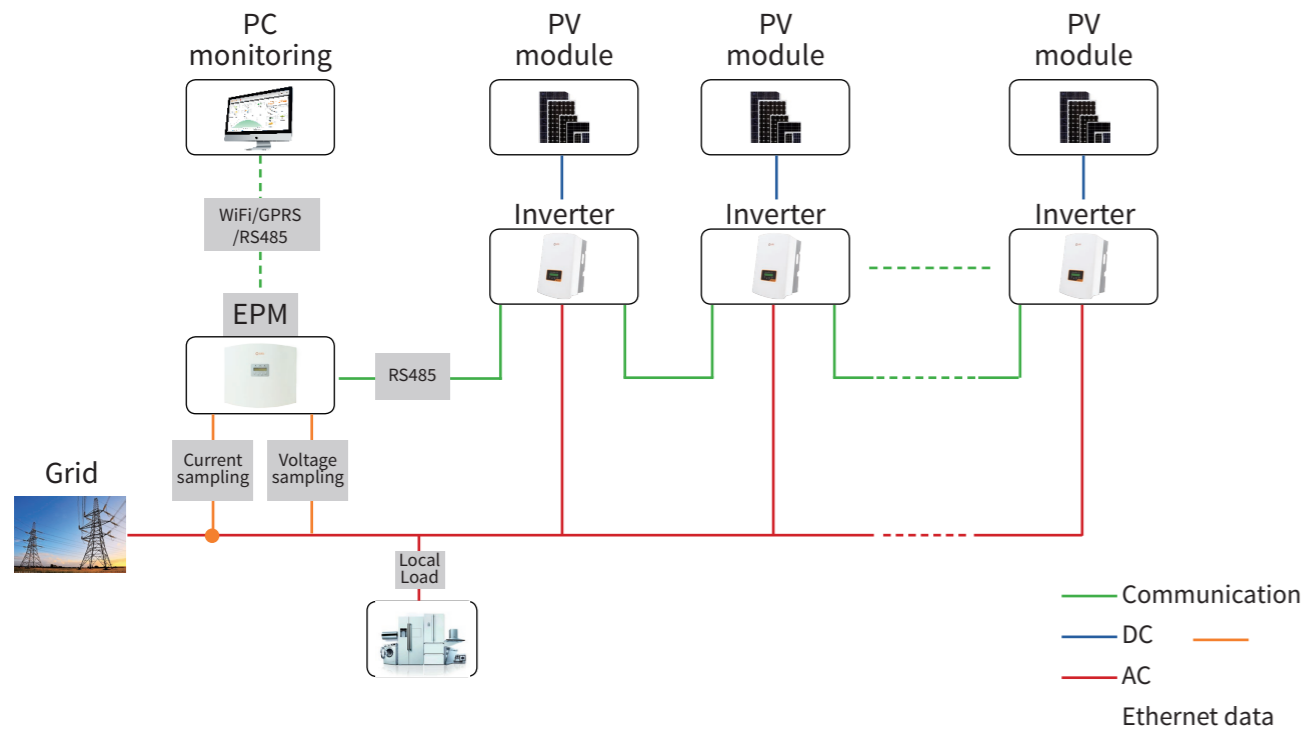 PC
monitoring
PV
module
PV
module
PV
module
WiFi/GPRS
/RS485
Inverter
Inverter
Inverter
EPM
RS485
Current
sampling
Voltage
sampling
Grid
Local
Load
Communication
DC
AC
Ethernet data